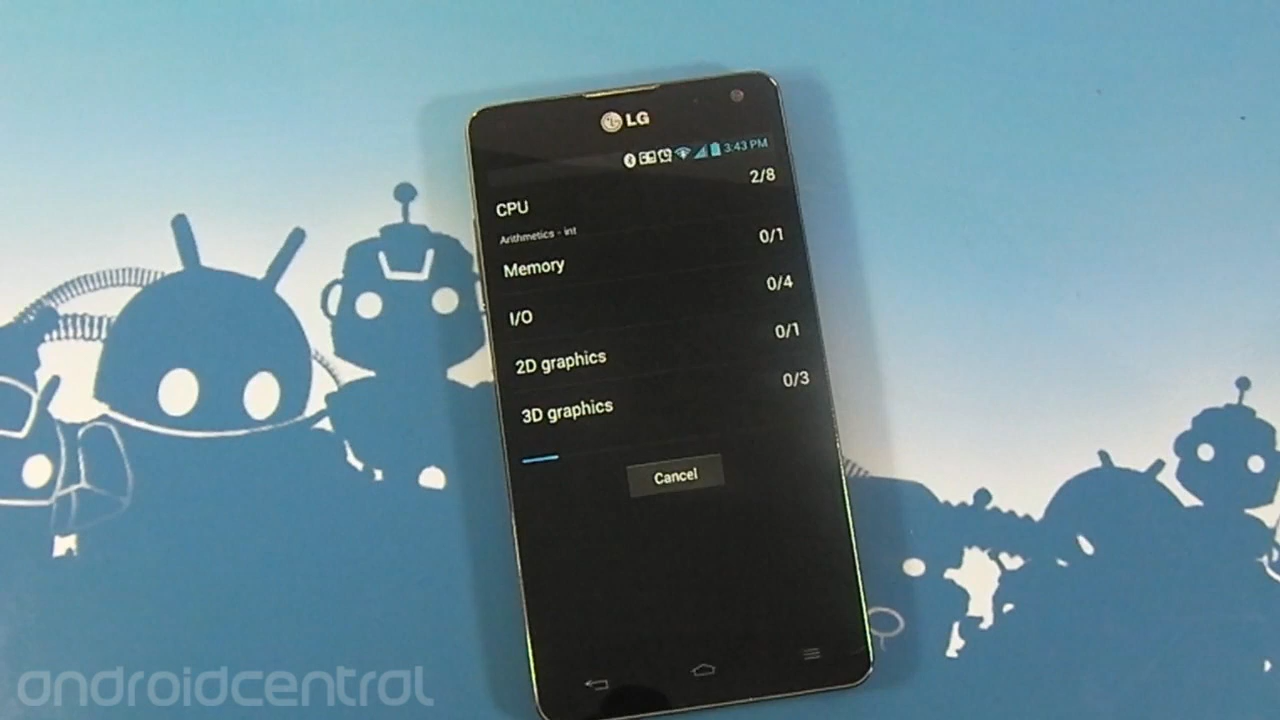 LG
3:43 PM
CPU 2/8
Arithmetics - int
Memory 0/1
I/O 0/4
2D graphics 0/1
3D graphics 0/3
Cancel
androidcentral